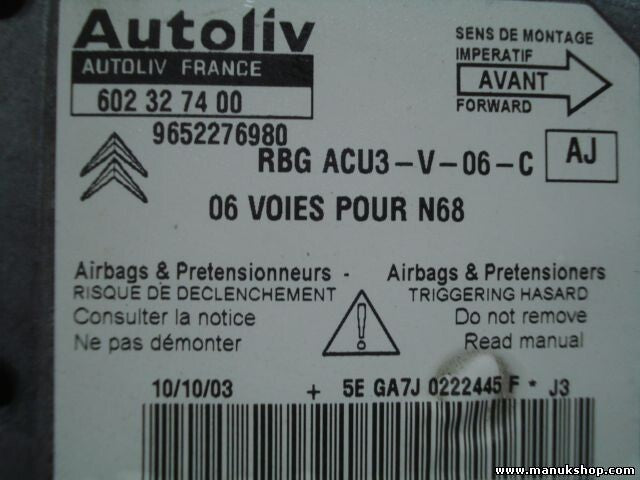 Autoliv
AUTOLIV FRANCE
602 32 74 00
9652276980
SENS DE MONTAGE
IMPERATIF
AVANT
FORWARD
RBG ACU3-V-06-C
AJ
06 VOIES POUR N68
Airbags & Pretensionneurs -
RISQUE DE DECLENCHEMENT
Consulter la notice
Ne pas démonter
Airbags & Pretensioners
TRIGGERING HASARD
Do not remove
Read manual
10/10/03 + 5E GA7J 0222445 F * J3
www.manukshop.com